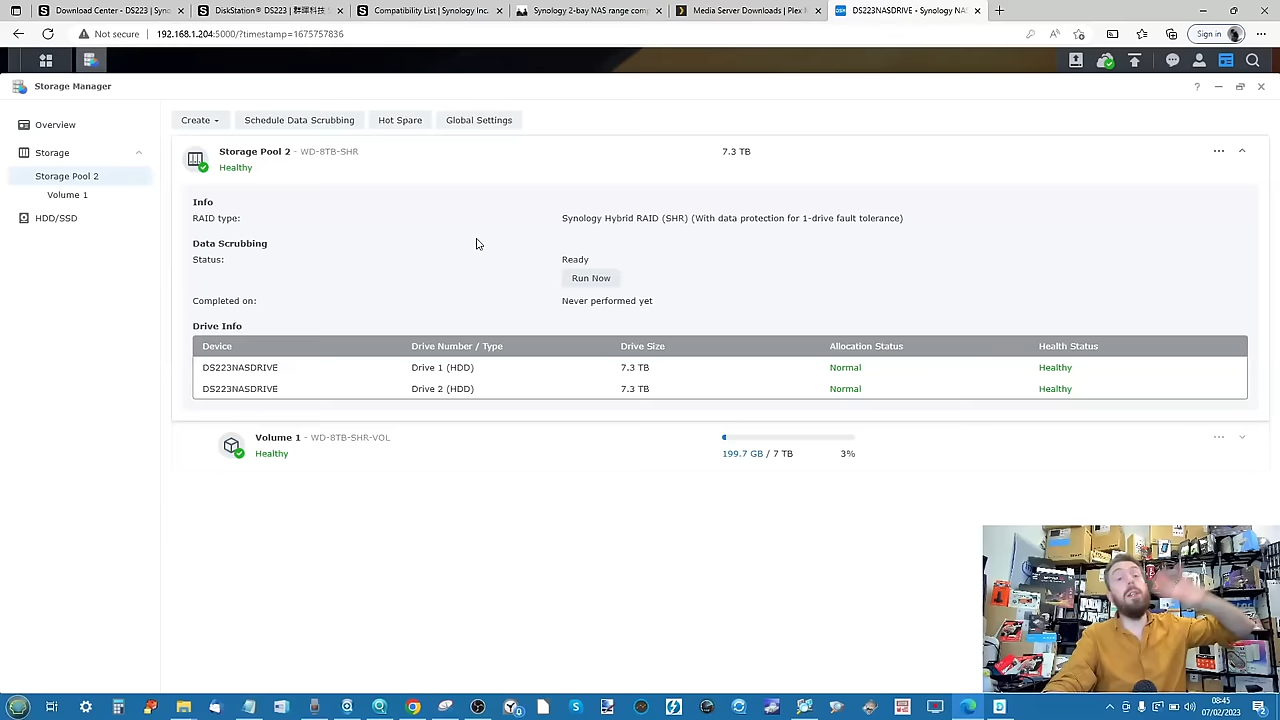 Download Center - DS223 | Sync
DiskStation® DS223 | 群暉科技 S
Compatibility List | Synology Inc.
Synology 2-bay NAS range comp
Media Server Downloads | Plex M
DS223NASDRIVE • Synology NAS
Not secure
192.168.1.204:5000/?timestamp=1675757836
Sign in
Storage Manager
Overview
Storage
Storage Pool 2
Volume 1
HDD/SSD
Create
Schedule Data Scrubbing
Hot Spare
Global Settings
Storage Pool 2 - WD-8TB-SHR
7.3 TB
Healthy
Info
RAID type:
Synology Hybrid RAID (SHR) (With data protection for 1-drive fault tolerance)
Data Scrubbing
Status:
Ready
Run Now
Completed on:
Never performed yet
Drive Info
Device Drive Number / Type Drive Size Allocation Status Health Status
DS223NASDRIVE Drive 1 (HDD) 7.3 TB Normal Healthy
DS223NASDRIVE Drive 2 (HDD) 7.3 TB Normal Healthy
Volume 1 - WD-8TB-SHR-VOL
Healthy
199.7 GB / 7 TB 3%
08:45
07/02/2023